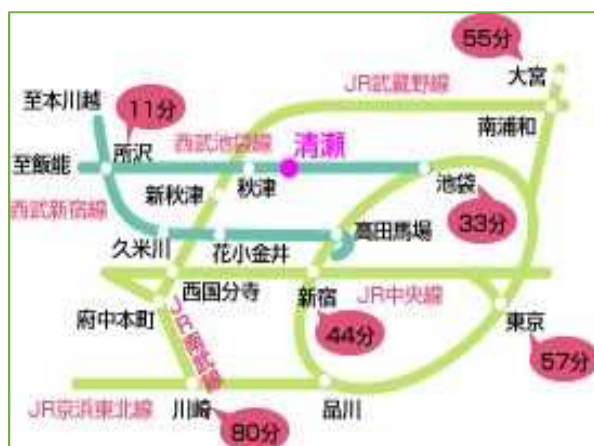 55分
大宮
JR武蔵野線
至本川越
11分
南浦和
所沢
西武池袋線
清瀬
至飯能
新秋津
秋津
池袋
西武新宿線
高田馬場
33分
久米川
花小金井
西国分寺
新宿
JR中央線
府中本町
JR南武線
44分
東京
57分
JR京浜東北線
川崎
品川
80分